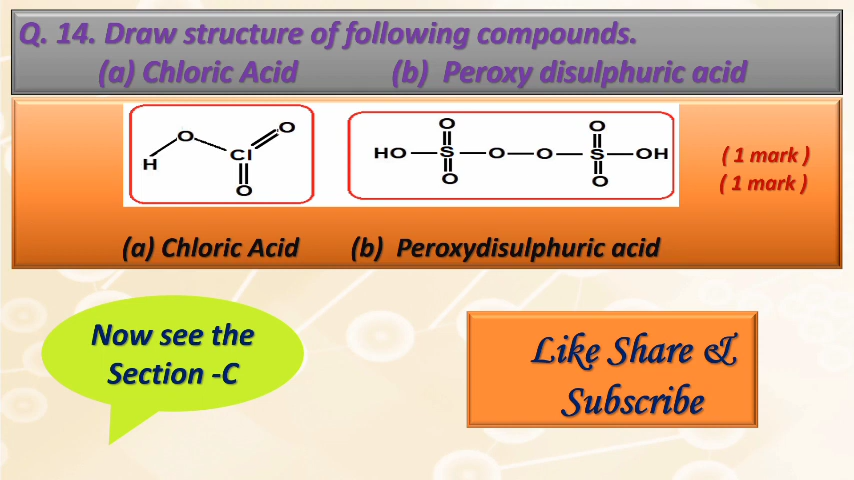 Q. 14. Draw structure of following compounds.
(a) Chloric Acid (b) Peroxy disulphuric acid
H O Cl O O
HO S O O O O S O O OH
( 1 mark )
( 1 mark )
(a) Chloric Acid (b) Peroxydisulphuric acid
Now see the
Section -C
Like Share &
Subscribe